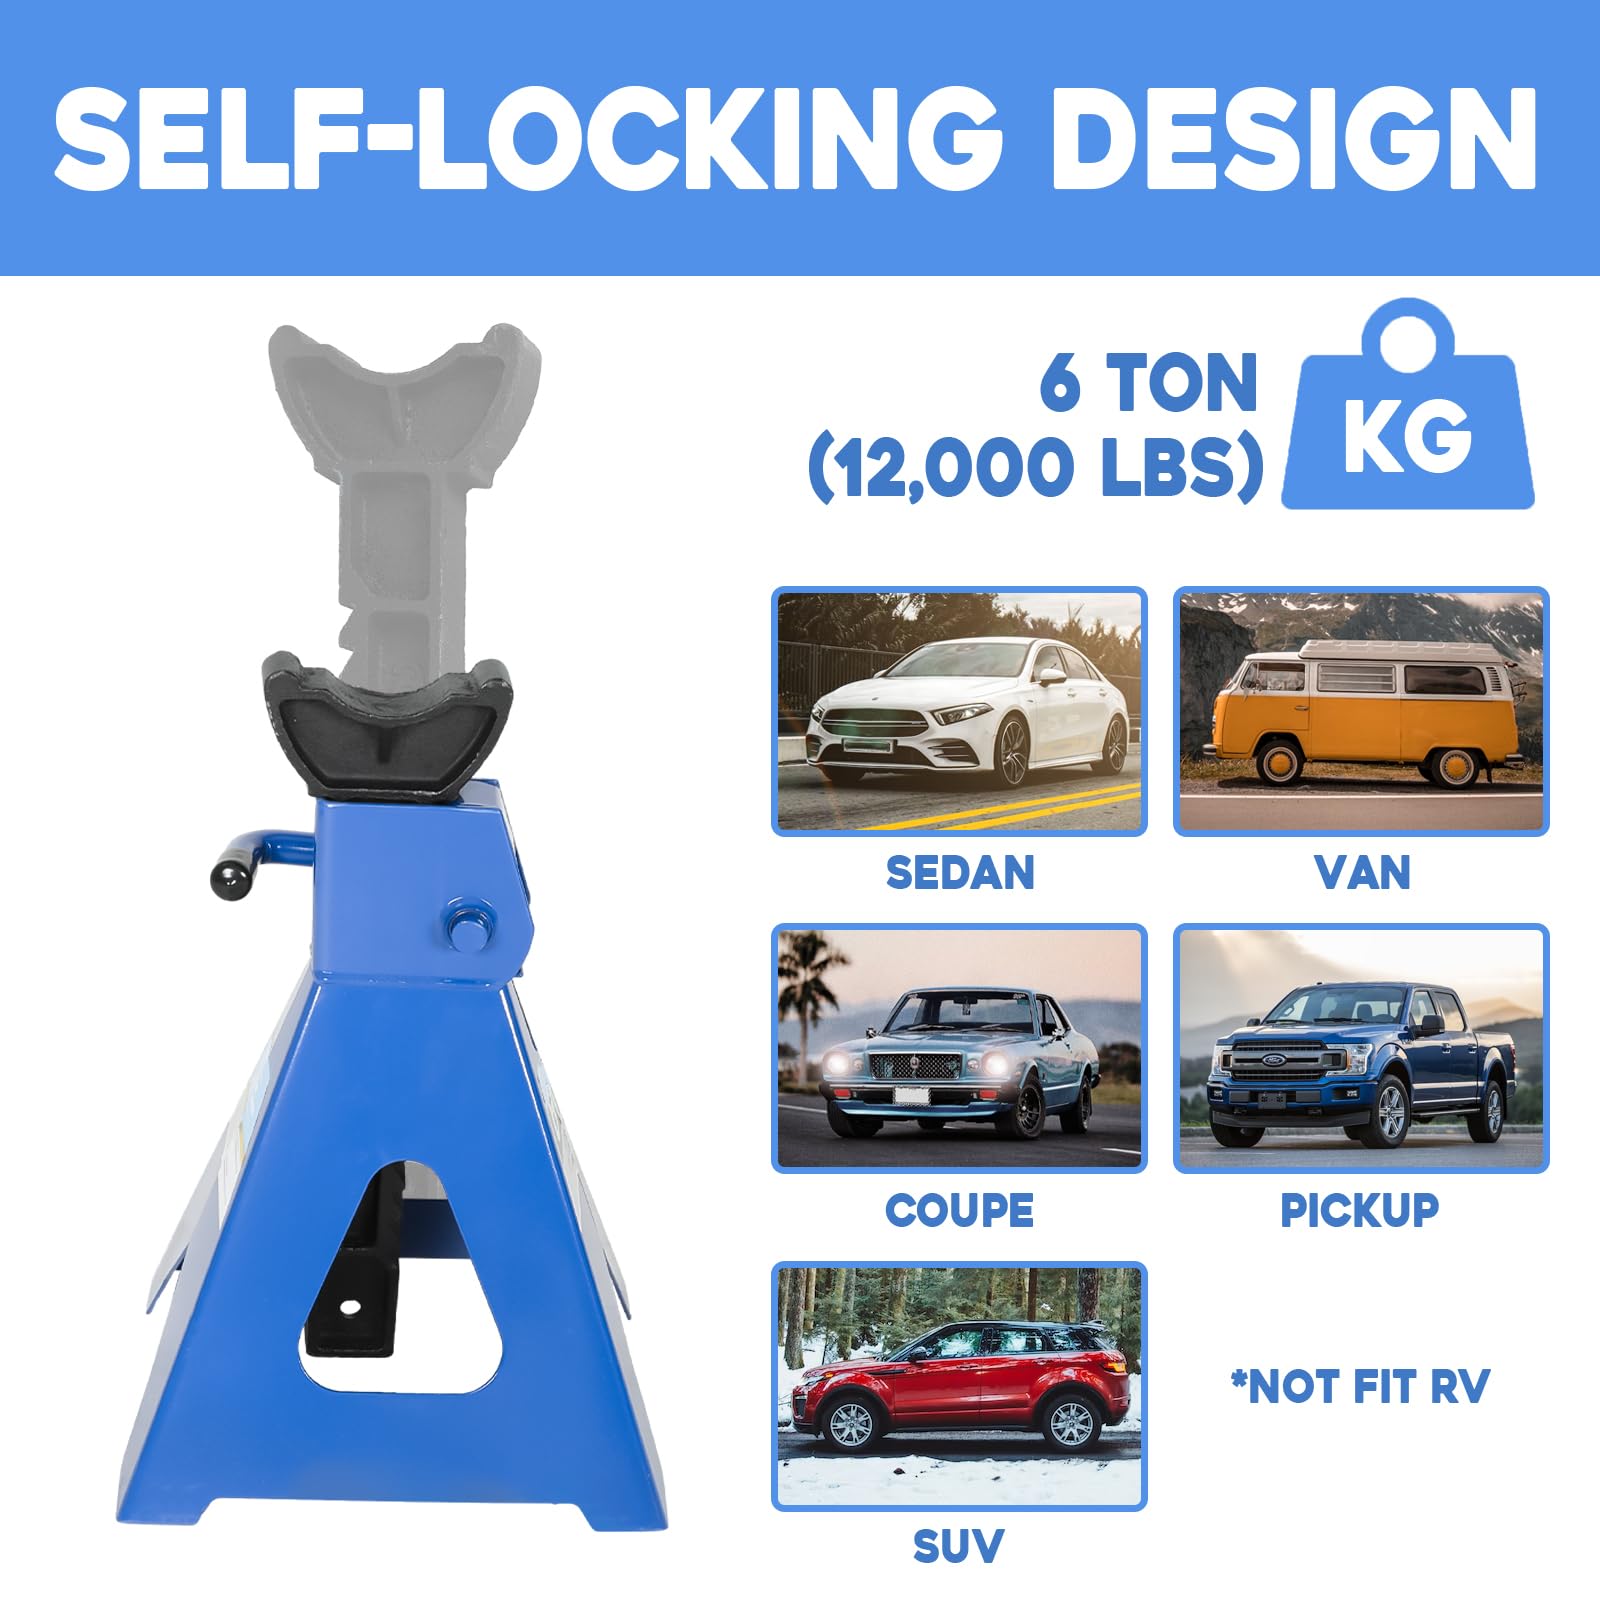 SELF-LOCKING DESIGN
6 TON
(12,000 LBS)
KG
SEDAN
VAN
COUPE
PICKUP
SUV
*NOT FIT RV